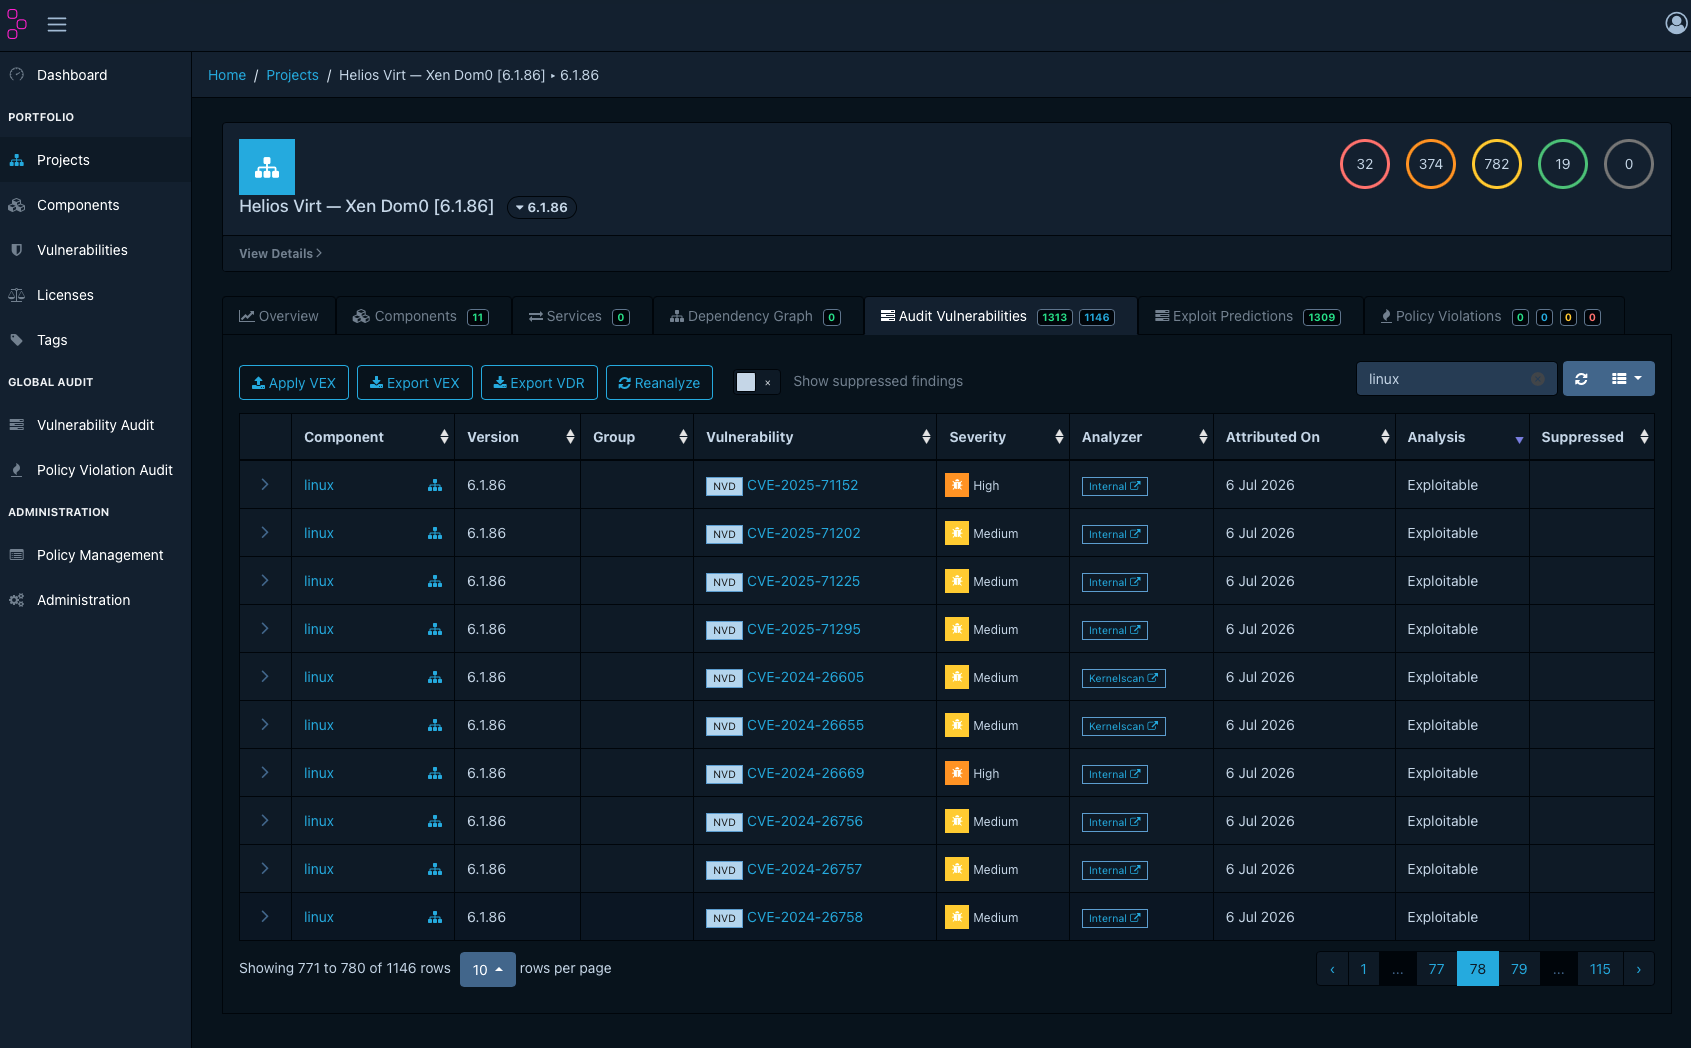 Dashboard
PORTFOLIO
Projects
Components
Vulnerabilities
Licenses
Tags
GLOBAL AUDIT
Vulnerability Audit
Policy Violation Audit
ADMINISTRATION
Policy Management
Administration
Home / Projects / Helios Virt — Xen Dom0 [6.1.86] ▸ 6.1.86
32 374 782 19 0
Helios Virt — Xen Dom0 [6.1.86] 6.1.86
View Details
Overview Components 11 Services 0 Dependency Graph 0 Audit Vulnerabilities 1313 1146 Exploit Predictions 1309 Policy Violations 0 0 0 0
Apply VEX Export VEX Export VDR Reanalyze × Show suppressed findings linux
Component Version Group Vulnerability Severity Analyzer Attributed On Analysis Suppressed
linux 6.1.86 NVD CVE-2025-71152 High Internal 6 Jul 2026 Exploitable
linux 6.1.86 NVD CVE-2025-71202 Medium Internal 6 Jul 2026 Exploitable
linux 6.1.86 NVD CVE-2025-71225 Medium Internal 6 Jul 2026 Exploitable
linux 6.1.86 NVD CVE-2025-71295 Medium Internal 6 Jul 2026 Exploitable
linux 6.1.86 NVD CVE-2024-26605 Medium Kernelscan 6 Jul 2026 Exploitable
linux 6.1.86 NVD CVE-2024-26655 Medium Kernelscan 6 Jul 2026 Exploitable
linux 6.1.86 NVD CVE-2024-26669 High Internal 6 Jul 2026 Exploitable
linux 6.1.86 NVD CVE-2024-26756 Medium Internal 6 Jul 2026 Exploitable
linux 6.1.86 NVD CVE-2024-26757 Medium Internal 6 Jul 2026 Exploitable
linux 6.1.86 NVD CVE-2024-26758 Medium Internal 6 Jul 2026 Exploitable
Showing 771 to 780 of 1146 rows 10 rows per page ‹ 1 ... 77 78 79 ... 115 ›